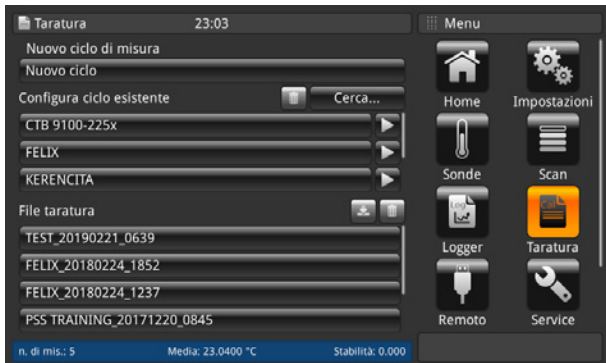 Taratura 23:03
Nuovo ciclo di misura
Nuovo ciclo
Configura ciclo esistente Cerca...
CTB 9100-225x
FELIX
KERENCITA
File taratura
TEST_20190221_0639
FELIX_20180224_1852
FELIX_20180224_1237
PSS TRAINING_20171220_0845
n. di mis.: 5 Media: 23.0400 °C Stabilità: 0.000
Menu
Home Impostazioni
Sonde Scan
Log
Logger
Cal
Taratura
Remoto Service